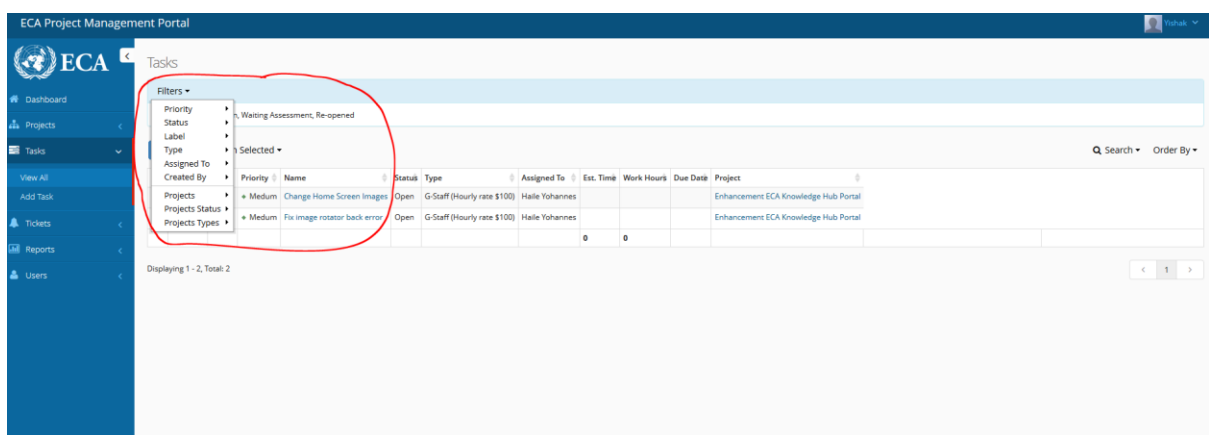 ECA Project Management Portal
Yishak
ECA
Tasks
Dashboard
Projects
Tasks
View All
Add Task
Tickets
Reports
Users
Filters
Priority
Status
Label
Type
Assigned To
Created By
Projects
Projects Status
Projects Types
, Waiting Assessment, Re-opened
Selected
Search Order By
Priority Name Status Type Assigned To Est. Time Work Hours Due Date Project
Medum Change Home Screen Images Open G-Staff (Hourly rate $100) Haile Yohannes Enhancement ECA Knowledge Hub Portal
Medum Fix image rotator back error Open G-Staff (Hourly rate $100) Haile Yohannes Enhancement ECA Knowledge Hub Portal
0 0
Displaying 1 - 2, Total: 2
< 1 >